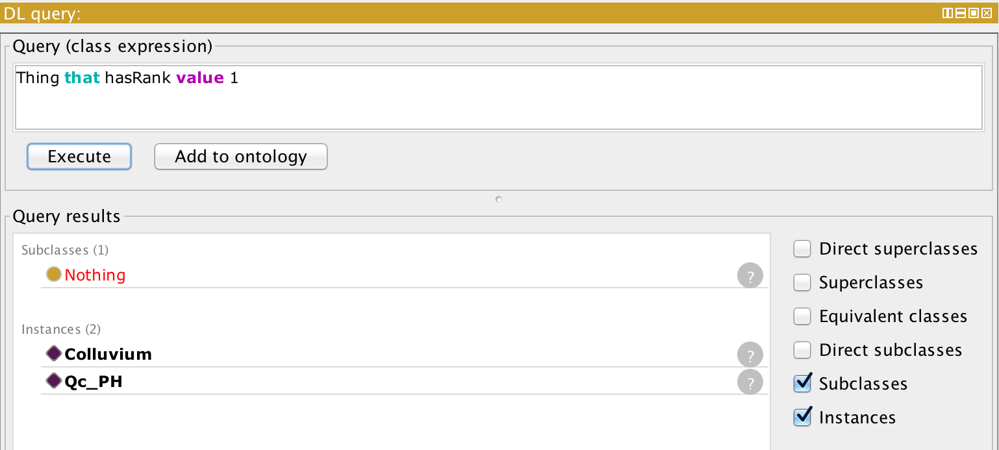 DL query:
Query (class expression)
Thing that hasRank value 1
Execute
Add to ontology
Query results
Subclasses (1)
Nothing
?
Instances (2)
Colluvium
?
Qc_PH
?
Direct superclasses
Superclasses
Equivalent classes
Direct subclasses
Subclasses
Instances